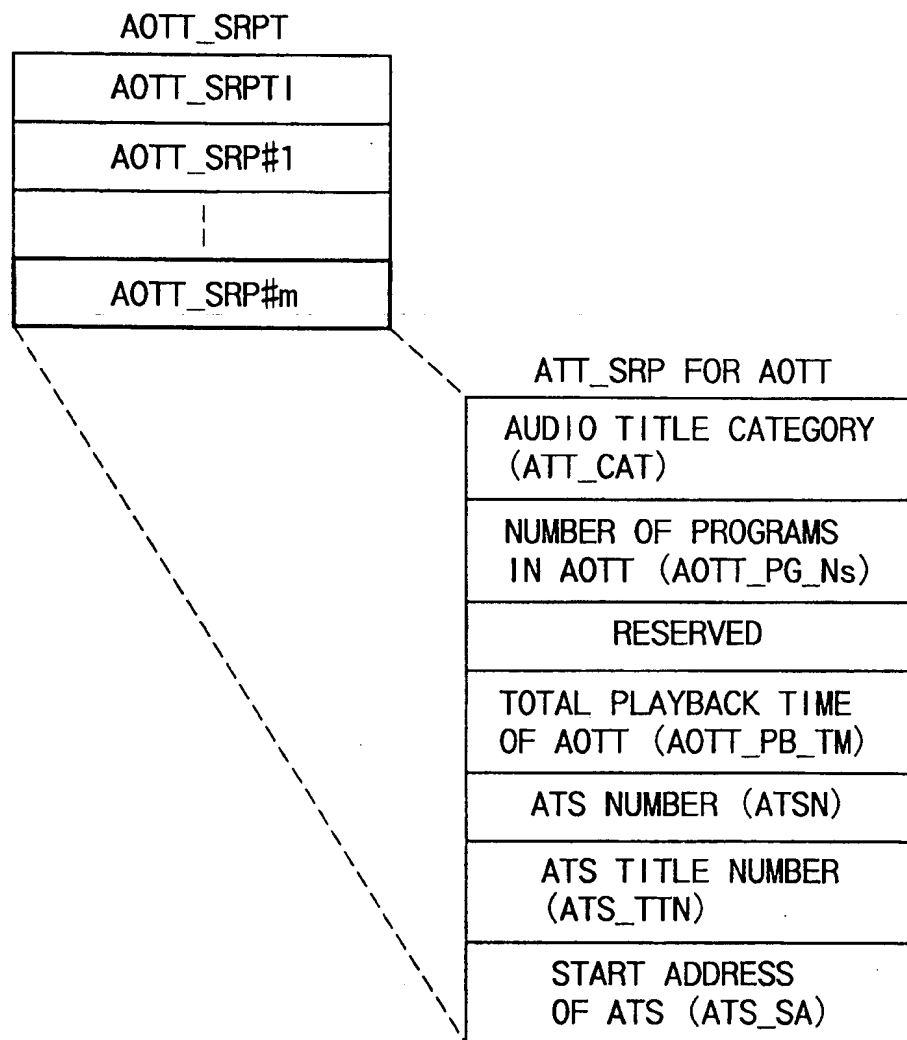 AOTT_SRPT
AOTT_SRPTI
AOTT_SRP#1
AOTT_SRP#m
ATT_SRP FOR AOTT
AUDIO TITLE CATEGORY
(ATT_CAT)
NUMBER OF PROGRAMS
IN AOTT (AOTT_PG_Ns)
RESERVED
TOTAL PLAYBACK TIME
OF AOTT (AOTT_PB_TM)
ATS NUMBER (ATSN)
ATS TITLE NUMBER
(ATS_TTN)
START ADDRESS
OF ATS (ATS_SA)